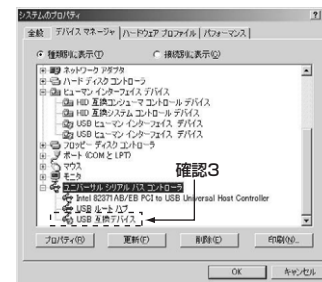 システムのプロパティ
全般 デバイス マネージャ ハードウェア プロファイル パフォーマンス
種類別に表示(T) 接続別に表示(C)
ネットワーク アダプタ
ハード ディスク コントローラ
ヒューマン インターフェイス デバイス
HID 互換コンシューマ コントロール デバイス
HID 互換システム コントロール デバイス
USB ヒューマン インターフェイス デバイス
USB ヒューマン インターフェイス デバイス
フロッピー ディスク コントローラ
ポート (COM と LPT)
マウス
モニタ
確認3
ユニバーサル シリアル バス コントローラ
Intel 82371AB/EB PCI to USB Universal Host Controller
USB ルート ハブ
USB 互換デバイス
プロパティ(R) 更新(F) 削除(E) 印刷(N)...
OK キャンセル